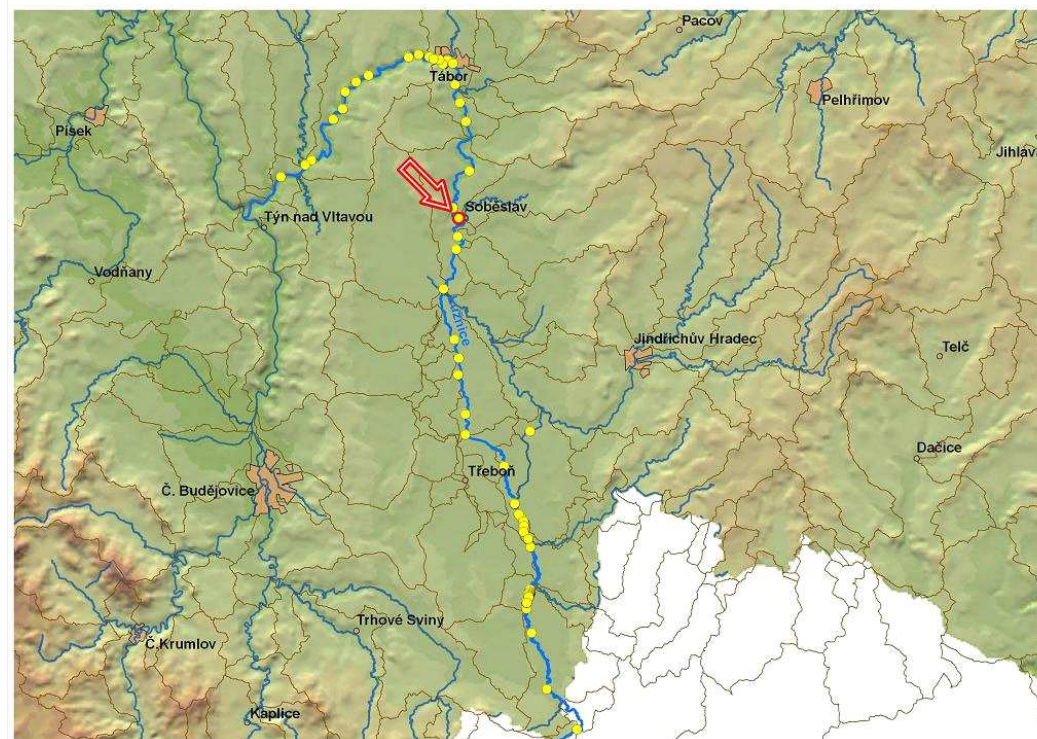 Pacov
Tábor
Pelhřimov
Písek
Jihlava
Soběslav
Týn nad Vltavou
Vodňany
Jindřichův Hradec
Telč
Dačice
Třeboň
Č. Budějovice
Trhové Sviny
Č.Krumlov
Kaplice